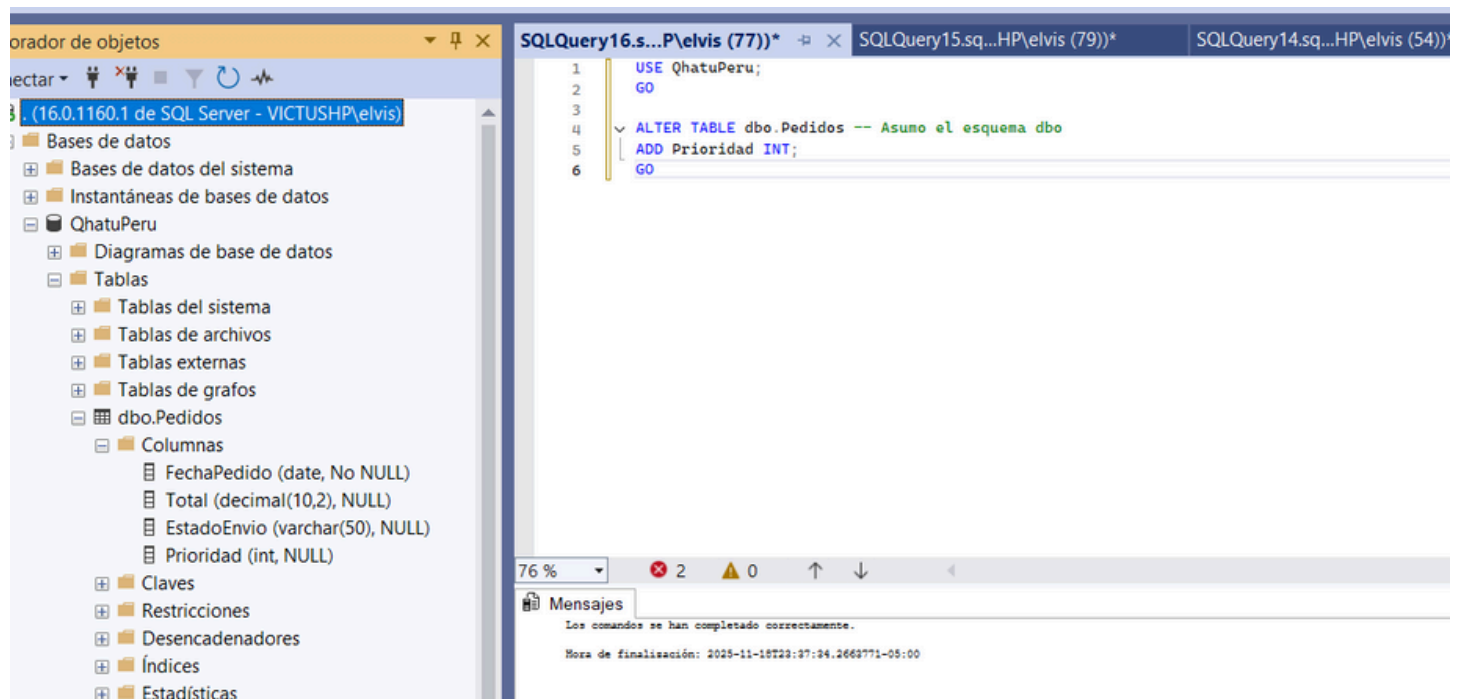 orador de objetos
nectar
. (16.0.1160.1 de SQL Server - VICTUSHP\elvis)
Bases de datos
Bases de datos del sistema
Instantáneas de bases de datos
QhatuPeru
Diagramas de base de datos
Tablas
Tablas del sistema
Tablas de archivos
Tablas externas
Tablas de grafos
dbo.Pedidos
Columnas
FechaPedido (date, No NULL)
Total (decimal(10,2), NULL)
EstadoEnvio (varchar(50), NULL)
Prioridad (int, NULL)
Claves
Restricciones
Desencadenadores
Índices
Estadísticas
SQLQuery16.s...P\elvis (77))* SQLQuery15.sq...HP\elvis (79))* SQLQuery14.sq...HP\elvis (54))*
1 USE QhatuPeru;
2 GO
3
4 ALTER TABLE dbo.Pedidos -- Asumo el esquema dbo
5 ADD Prioridad INT;
6 GO
76 % 2 0
Mensajes
Los comandos se han completado correctamente.
Hora de finalización: 2025-11-18T23:37:34.2663771-05:00